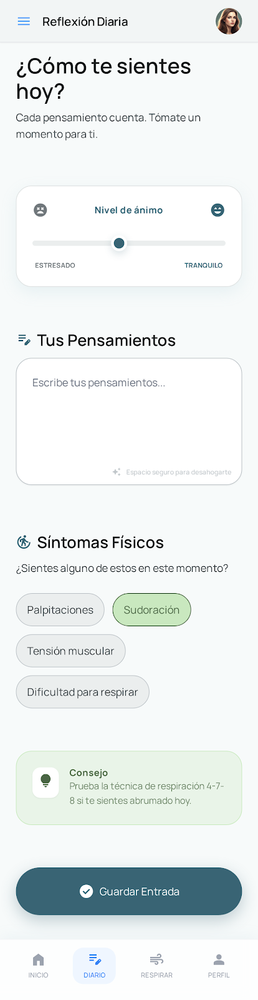 Reflexión Diaria
¿Cómo te sientes
hoy?
Cada pensamiento cuenta. Tómate un
momento para ti.
Nivel de ánimo
ESTRESADO
TRANQUILO
Tus Pensamientos
Escribe tus pensamientos...
Espacio seguro para desahogarte
Síntomas Físicos
¿Sientes alguno de estos en este momento?
Palpitaciones
Sudoración
Tensión muscular
Dificultad para respirar
Consejo
Prueba la técnica de respiración 4-7-
8 si te sientes abrumado hoy.
Guardar Entrada
INICIO
DIARIO
RESPIRAR
PERFIL